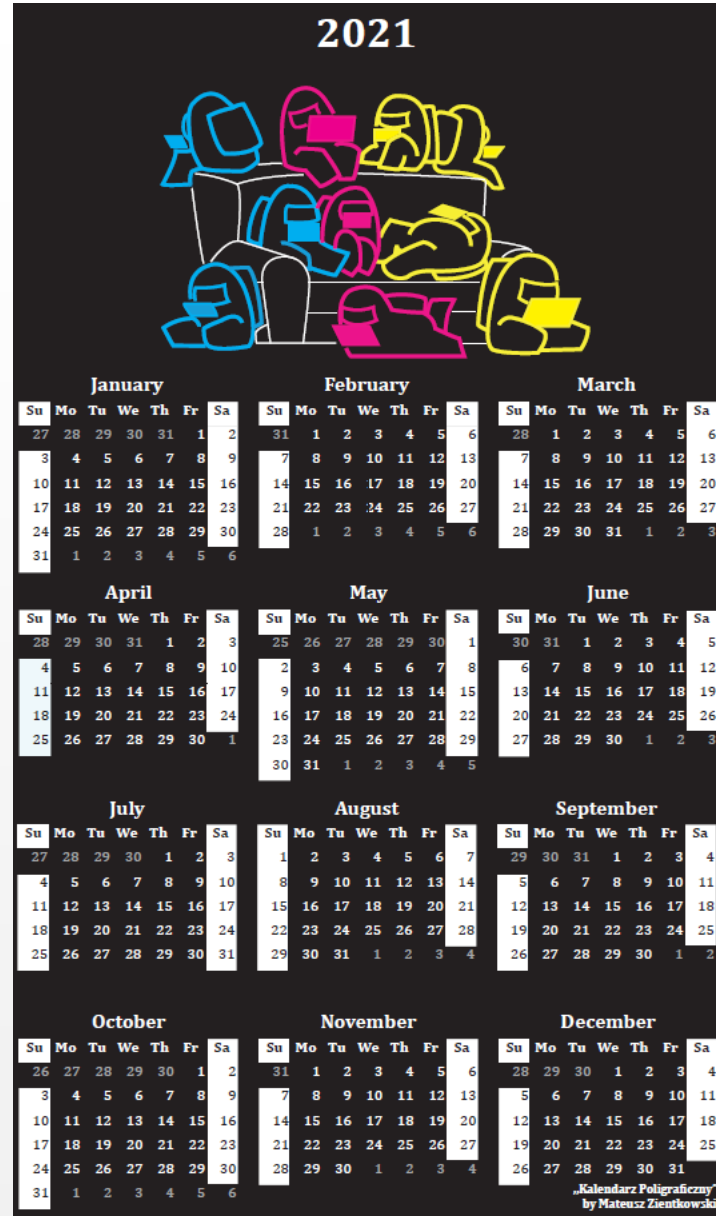 2021
January February March
Su Mo Tu We Th Fr Sa Su Mo Tu We Th Fr Sa Su Mo Tu We Th Fr Sa
27 28 29 30 31 1 2 31 1 2 3 4 5 6 28 1 2 3 4 5 6
3 4 5 6 7 8 9 7 8 9 10 11 12 13 7 8 9 10 11 12 13
10 11 12 13 14 15 16 14 15 16 17 18 19 20 14 15 16 17 18 19 20
17 18 19 20 21 22 23 21 22 23 24 25 26 27 21 22 23 24 25 26 27
24 25 26 27 28 29 30 28 1 2 3 4 5 6 28 29 30 31 1 2 3
31 1 2 3 4 5 6
April May June
Su Mo Tu We Th Fr Sa Su Mo Tu We Th Fr Sa Su Mo Tu We Th Fr Sa
28 29 30 31 1 2 3 25 26 27 28 29 30 1 30 31 1 2 3 4 5
4 5 6 7 8 9 10 2 3 4 5 6 7 8 6 7 8 9 10 11 12
11 12 13 14 15 16 17 9 10 11 12 13 14 15 13 14 15 16 17 18 19
18 19 20 21 22 23 24 16 17 18 19 20 21 22 20 21 22 23 24 25 26
25 26 27 28 29 30 1 23 24 25 26 27 28 29 27 28 29 30 1 2 3
30 31 1 2 3 4 5
July August September
Su Mo Tu We Th Fr Sa Su Mo Tu We Th Fr Sa Su Mo Tu We Th Fr Sa
27 28 29 30 1 2 3 1 2 3 4 5 6 7 29 30 31 1 2 3 4
4 5 6 7 8 9 10 8 9 10 11 12 13 14 5 6 7 8 9 10 11
11 12 13 14 15 16 17 15 16 17 18 19 20 21 12 13 14 15 16 17 18
18 19 20 21 22 23 24 22 23 24 25 26 27 28 19 20 21 22 23 24 25
25 26 27 28 29 30 31 29 30 31 1 2 3 4 26 27 28 29 30 1 2
October November December
Su Mo Tu We Th Fr Sa Su Mo Tu We Th Fr Sa Su Mo Tu We Th Fr Sa
26 27 28 29 30 1 2 31 1 2 3 4 5 6 28 29 30 1 2 3 4
3 4 5 6 7 8 9 7 8 9 10 11 12 13 5 6 7 8 9 10 11
10 11 12 13 14 15 16 14 15 16 17 18 19 20 12 13 14 15 16 17 18
17 18 19 20 21 22 23 21 22 23 24 25 26 27 19 20 21 22 23 24 25
24 25 26 27 28 29 30 28 29 30 1 2 3 4 26 27 28 29 30 31
31 1 2 3 4 5 6
„Kalendarz Poligraficzny"
by Mateusz Zientkowski